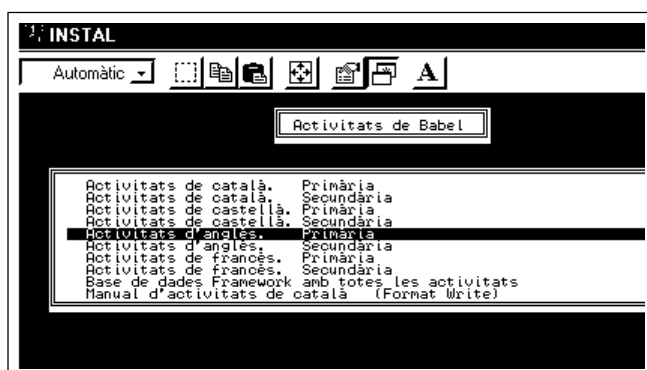 INSTAL
Automàtic
A
Activitats de Babel
Activitats de català. Primària
Activitats de català. Secundària
Activitats de castellà. Primària
Activitats de castellà. Secundària
Activitats d'anglès. Primària
Activitats d'anglès. Secundària
Activitats de francès. Primària
Activitats de francès. Secundària
Base de dades Framework amb totes les activitats
Manual d'activitats de català (Format Write)